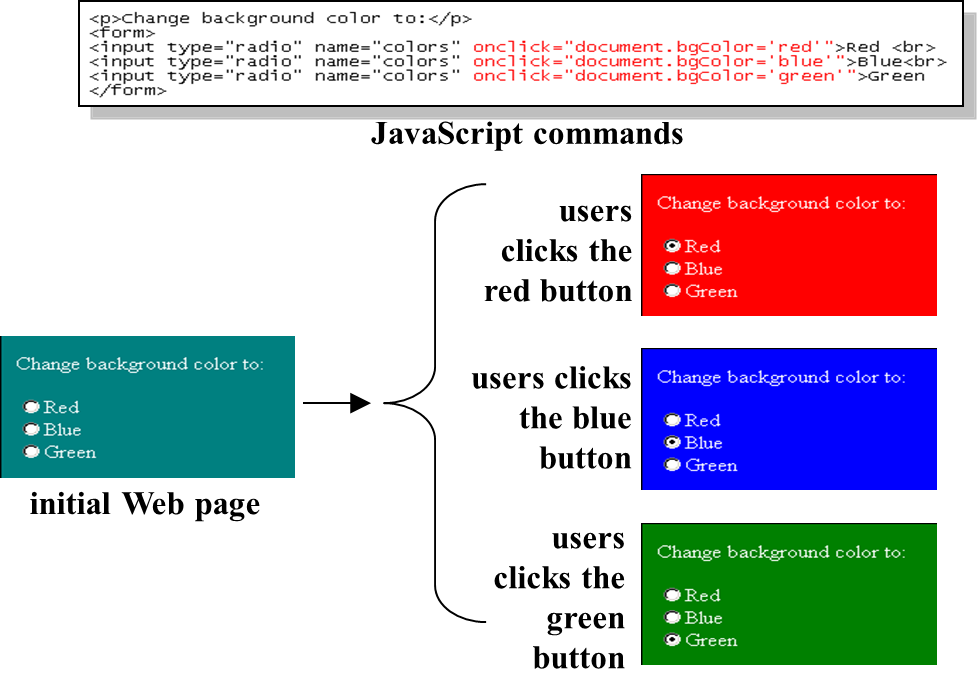 <p>Change background color to:</p>
<form>
<input type="radio" name="colors" onclick="document.bgColor='red'">Red <br>
<input type="radio" name="colors" onclick="document.bgColor='blue'">Blue<br>
<input type="radio" name="colors" onclick="document.bgColor='green'">Green
</form>
JavaScript commands
Change background color to:
Red
Blue
Green
initial Web page
users
clicks the
red button
Change background color to:
Red
Blue
Green
users clicks
the blue
button
Change background color to:
Red
Blue
Green
users
clicks the
green
button
Change background color to:
Red
Blue
Green